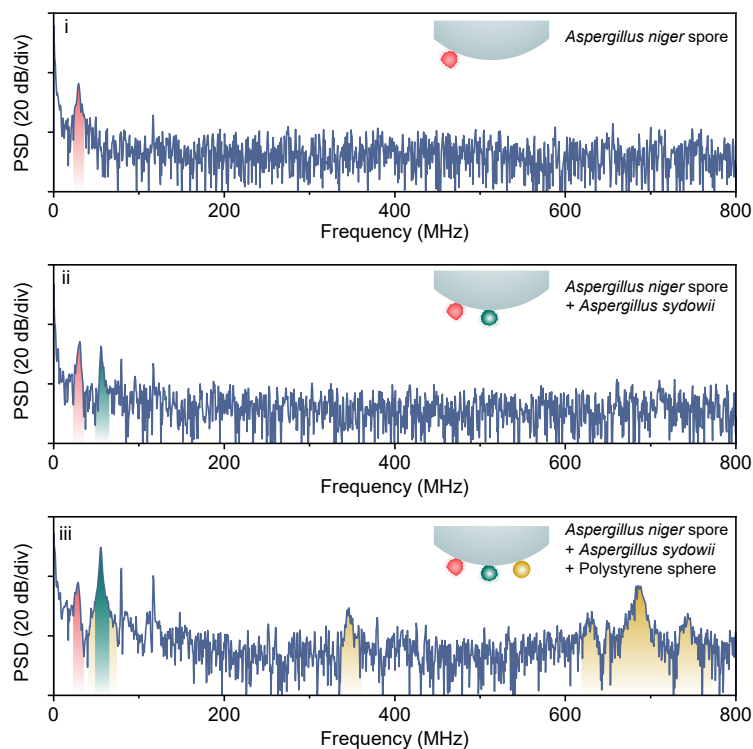 i
Aspergillus niger spore
PSD (20 dB/div)
0 200 400 600 800
Frequency (MHz)
ii
Aspergillus niger spore
+ Aspergillus sydowii
PSD (20 dB/div)
0 200 400 600 800
Frequency (MHz)
iii
Aspergillus niger spore
+ Aspergillus sydowii
+ Polystyrene sphere
PSD (20 dB/div)
0 200 400 600 800
Frequency (MHz)